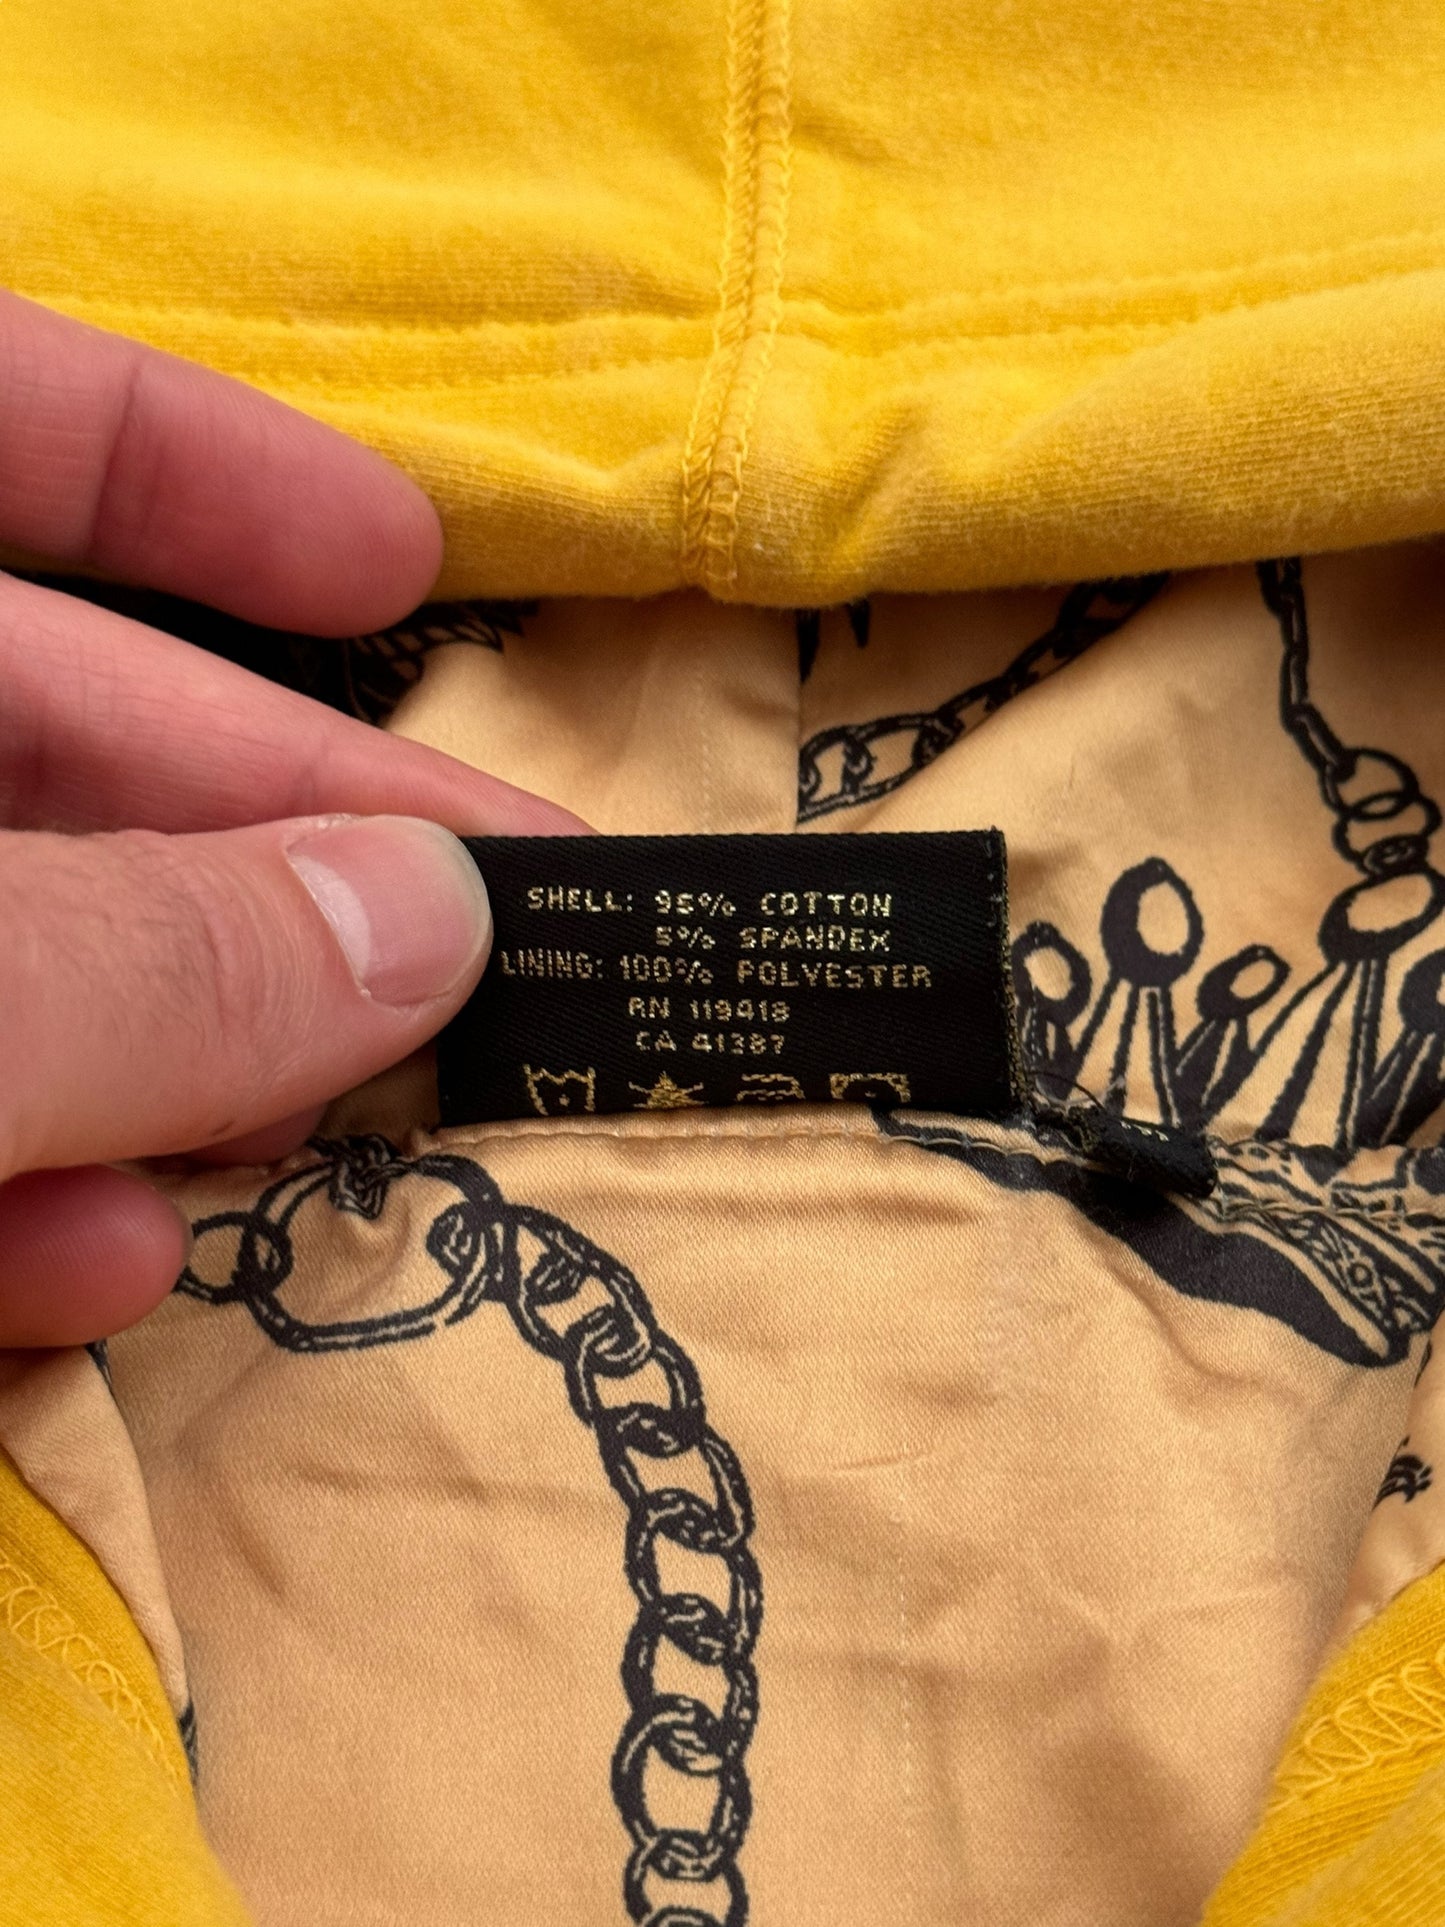 SHELL: 95% COTTON
5% SPANDEX
LINING: 100% POLYESTER
RN 119418
CA 41387